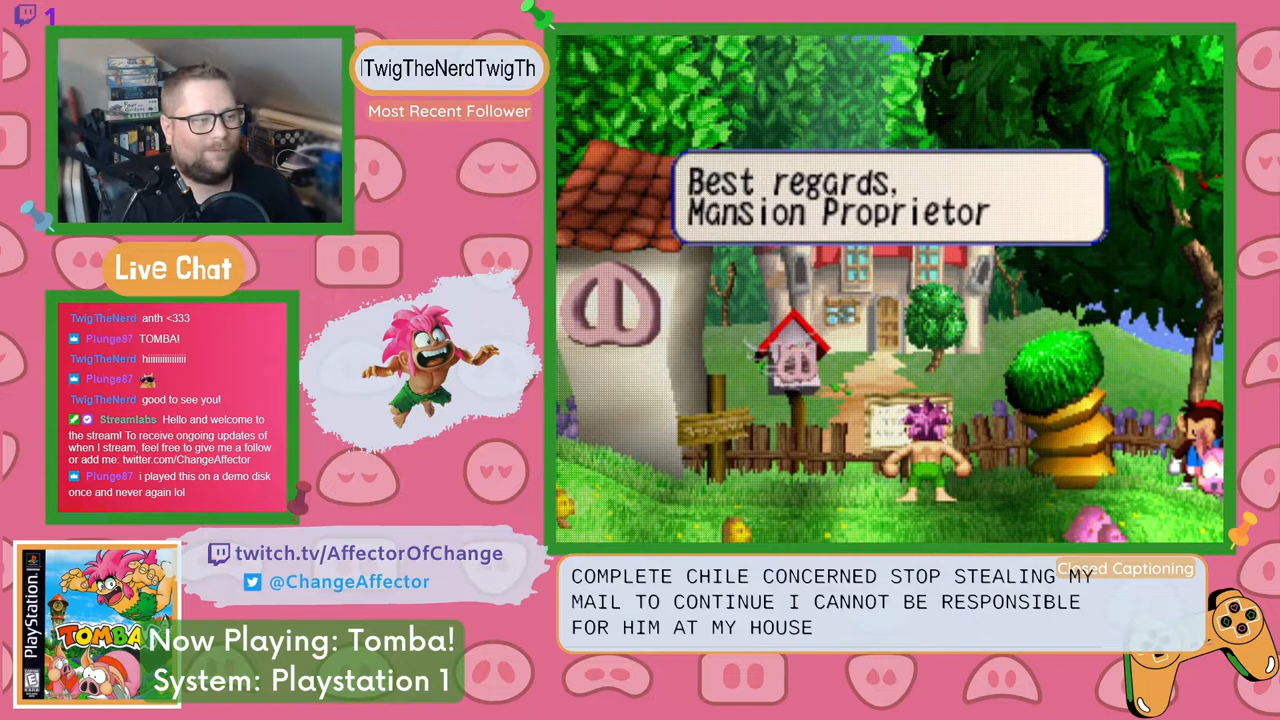 1
TwigTheNerdTwigTh
Most Recent Follower
Live Chat
TwigTheNerd anth <333
Plunge87 TOMBA!
TwigTheNerd hiiiiiiiiiiiiiiii
Plunge87
TwigTheNerd good to see you!
Streamlabs Hello and welcome to
the stream! To receive ongoing updates of
when I stream, feel free to give me a follow
or add me: twitter.com/ChangeAffector
Plunge87 i played this on a demo disk
once and never again lol
twitch.tv/AffectorOfChange
@ChangeAffector
PlayStation
TOMBA!
Now Playing: Tomba!
System: Playstation 1
Best regards,
Mansion Proprietor
Closed Captioning
COMPLETE CHILE CONCERNED STOP STEALING MY
MAIL TO CONTINUE I CANNOT BE RESPONSIBLE
FOR HIM AT MY HOUSE